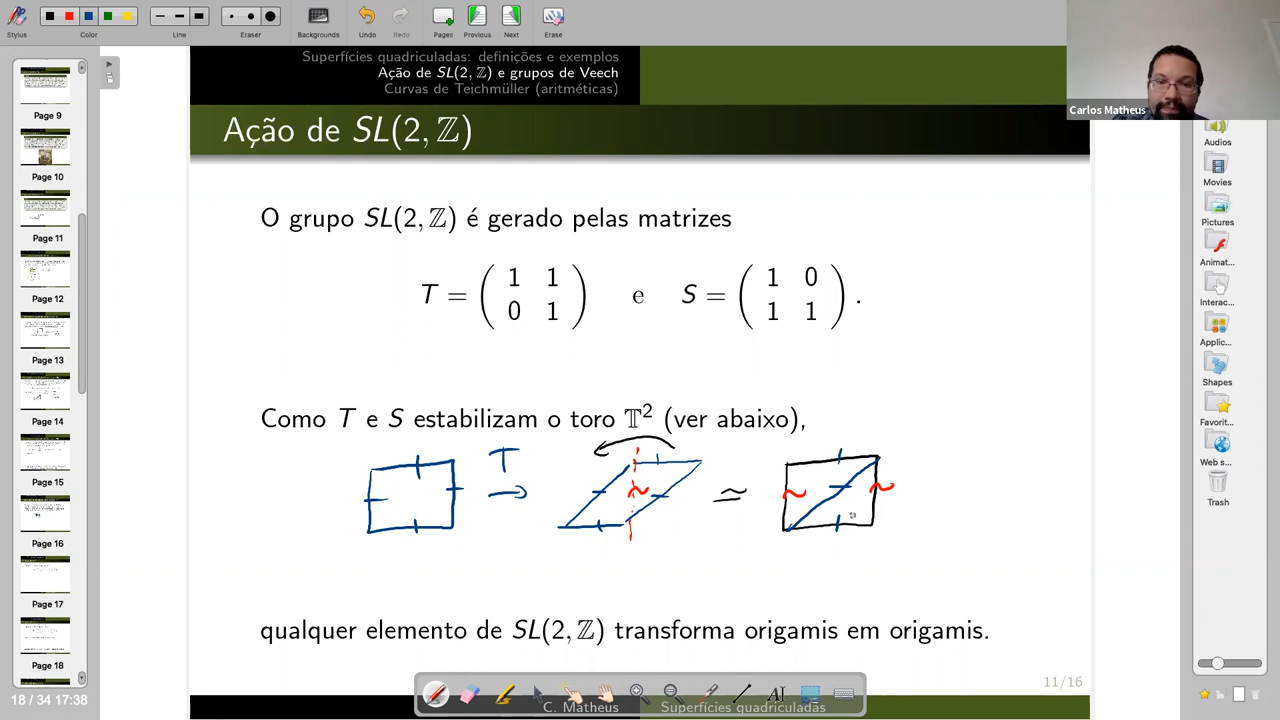 Stylus
Color
Line
Eraser
Backgrounds
Undo
Redo
Pages
Previous
Next
Erase
Page 9
Page 10
Page 11
Page 12
Page 13
Page 14
Page 15
Page 16
Page 17
Page 18
18 / 34 17:38
Superfícies quadriculadas: definições e exemplos
Ação de SL(2, ℤ) e grupos de Veech
Curvas de Teichmüller (aritméticas)
Ação de SL(2, ℤ)
O grupo SL(2, ℤ) é gerado pelas matrizes
T = ( 1 1 0 1 ) e S = ( 1 0 1 1 ) .
Como T e S estabilizam o toro 𝕋² (ver abaixo),
T → ≈
qualquer elemento de SL(2, ℤ) transforma origamis em origamis.
11/16
C. Matheus Superfícies quadriculadas
Carlos Matheus
Audios
Movies
Pictures
Animat...
Interac...
Applic...
Shapes
Favorit...
Web s...
Trash
AI